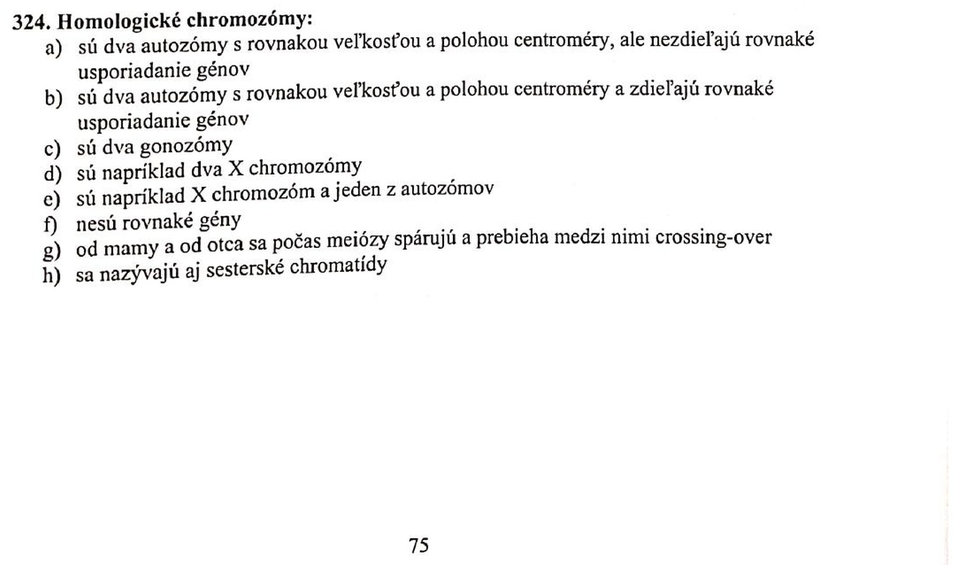 324. Homologické chromozómy:
a) sú dva autozómy s rovnakou veľkosťou a polohou centroméry, ale nezdieľajú rovnaké
usporiadanie génov
b) sú dva autozómy s rovnakou veľkosťou a polohou centroméry a zdieľajú rovnaké
usporiadanie génov
c) sú dva gonozómy
d) sú napríklad dva X chromozómy
e) sú napríklad X chromozóm a jeden z autozómov
f) nesú rovnaké gény
g) od mamy a od otca sa počas meiózy spárujú a prebieha medzi nimi crossing-over
h) sa nazývajú aj sesterské chromatídy
75